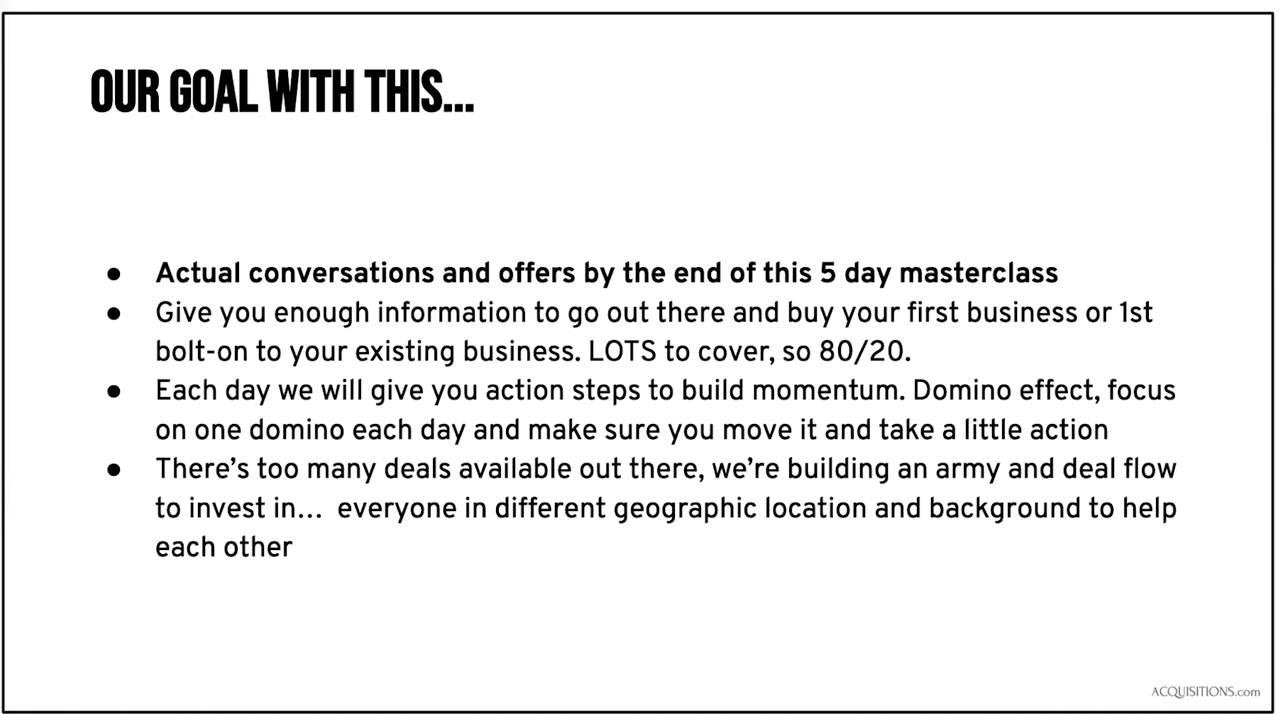 OUR GOAL WITH THIS...
● Actual conversations and offers by the end of this 5 day masterclass
● Give you enough information to go out there and buy your first business or 1st
bolt-on to your existing business. LOTS to cover, so 80/20.
● Each day we will give you action steps to build momentum. Domino effect, focus
on one domino each day and make sure you move it and take a little action
● There's too many deals available out there, we're building an army and deal flow
to invest in... everyone in different geographic location and background to help
each other
ACQUISITIONS.com